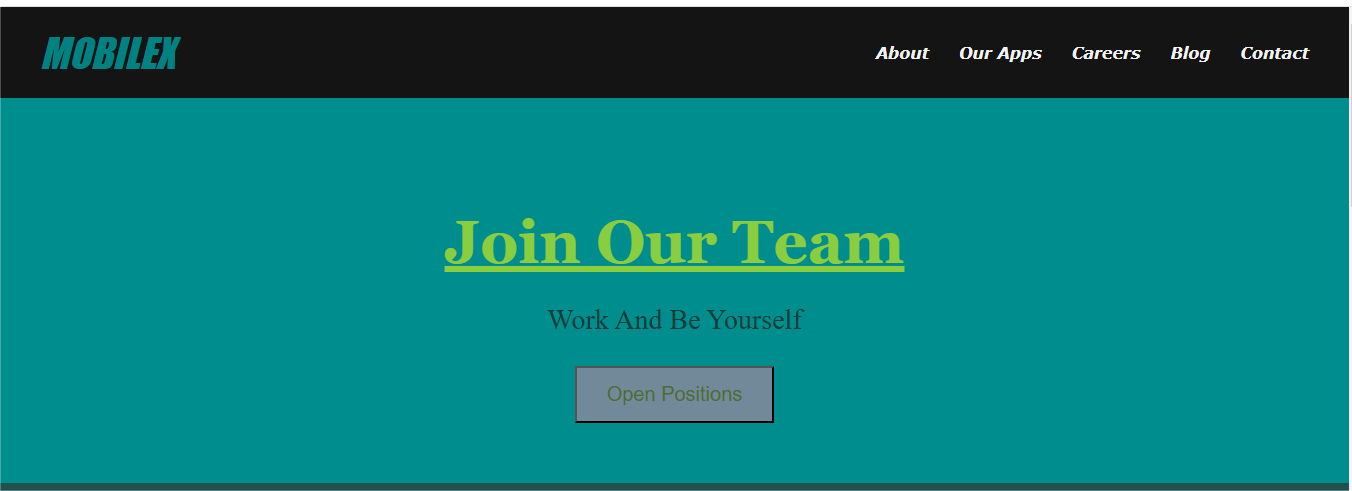 MOBILEX
About Our Apps Careers Blog Contact
Join Our Team
Work And Be Yourself
Open Positions